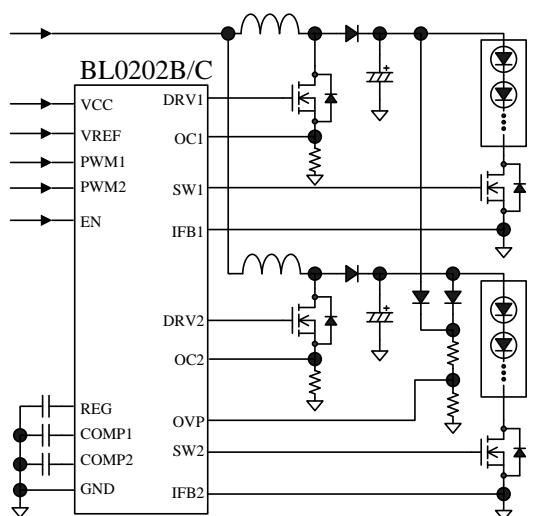 BL0202B/C
VCC
VREF
PWM1
PWM2
EN
REG
COMP1
COMP2
GND
DRV1
OC1
SW1
IFB1
DRV2
OC2
OVP
SW2
IFB2